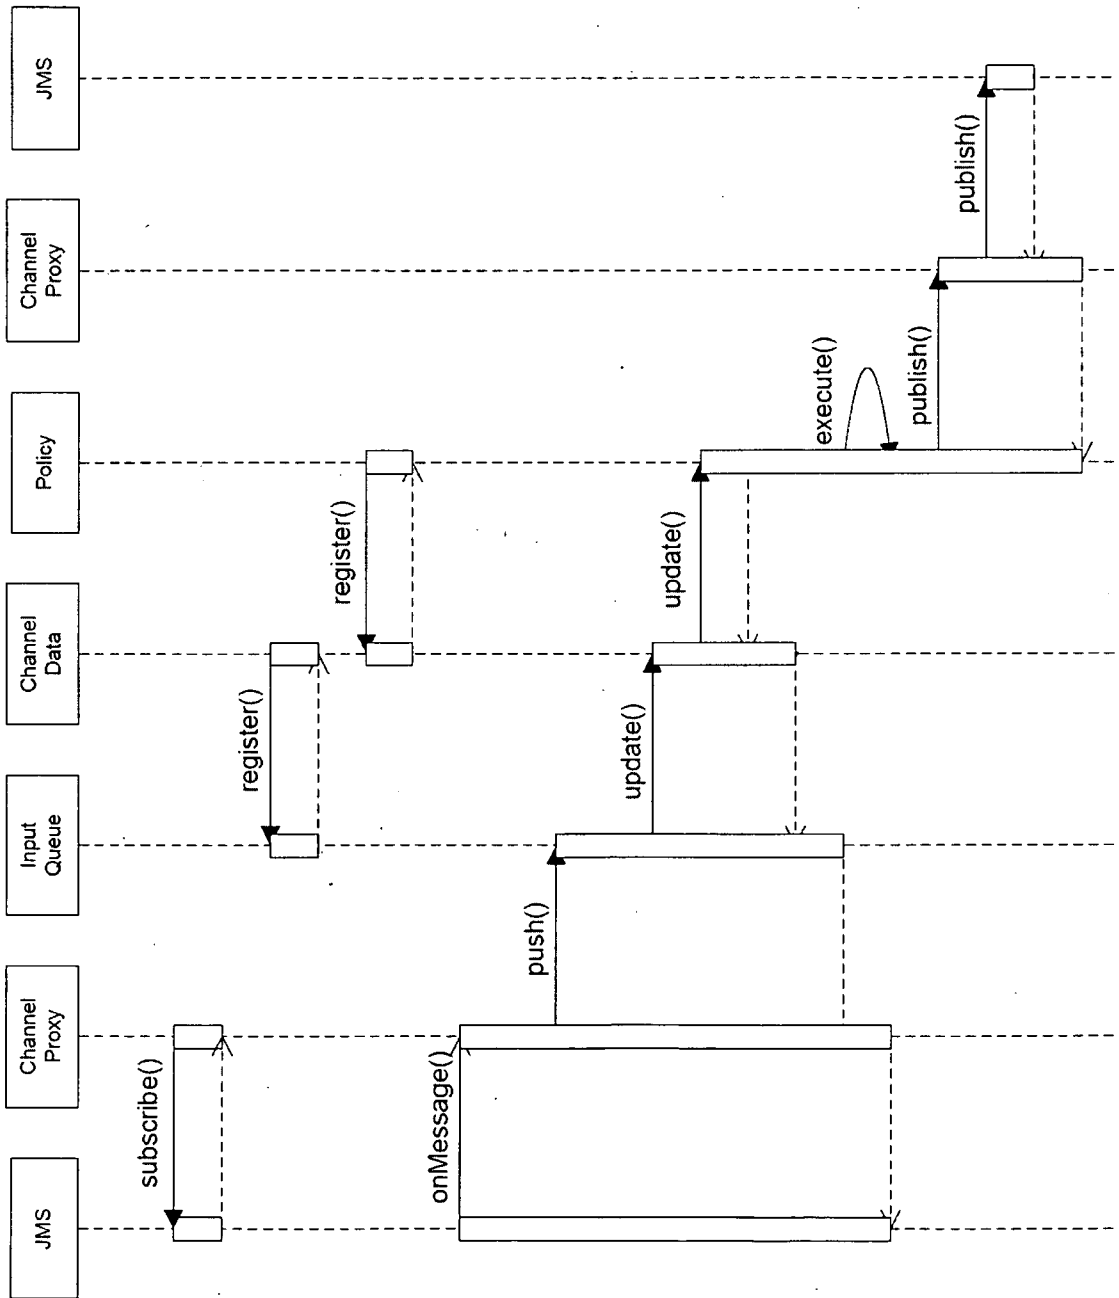 JMS
Channel
Proxy
Input
Queue
Channel
Data
Policy
Channel
Proxy
JMS
subscribe()
register()
register()
onMessage()
push()
update()
update()
execute()
publish()
publish()